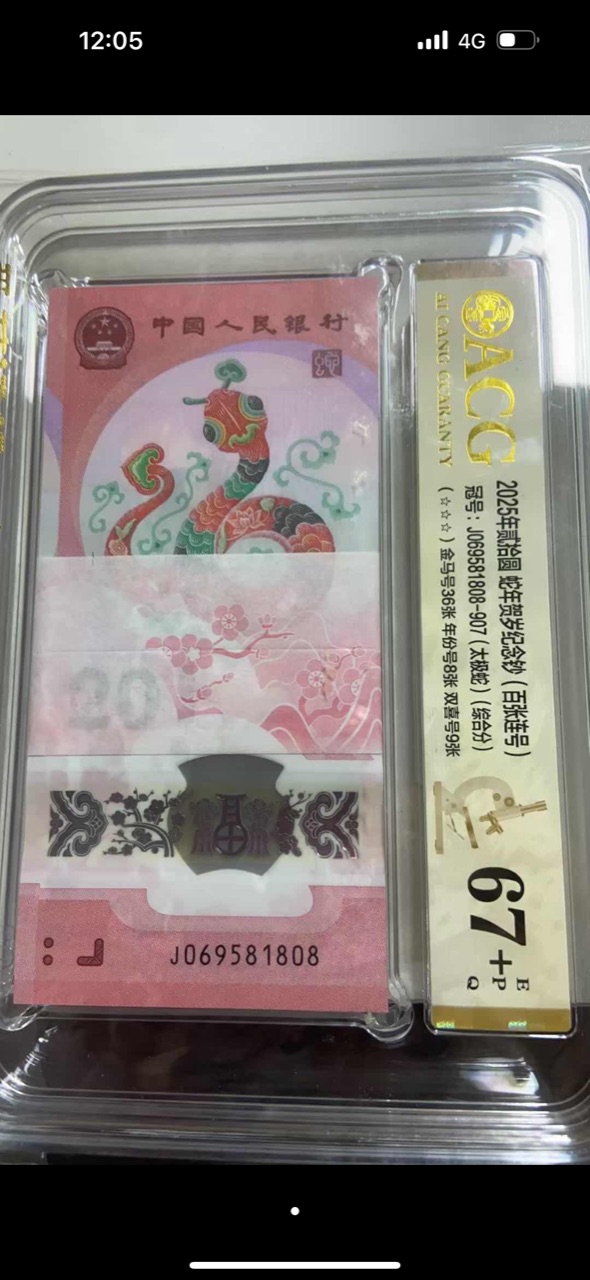 12:05
4G
中国人民银行
20
J069581808
ACG
AI CANG GUARANTY
2025年贰拾圆 蛇年贺岁纪念钞（百张连号）
冠号：J069581808-907（太极蛇）（综合分）
（☆☆☆）金马号36张 年份号8张 双喜号9张
67+
E
P
Q